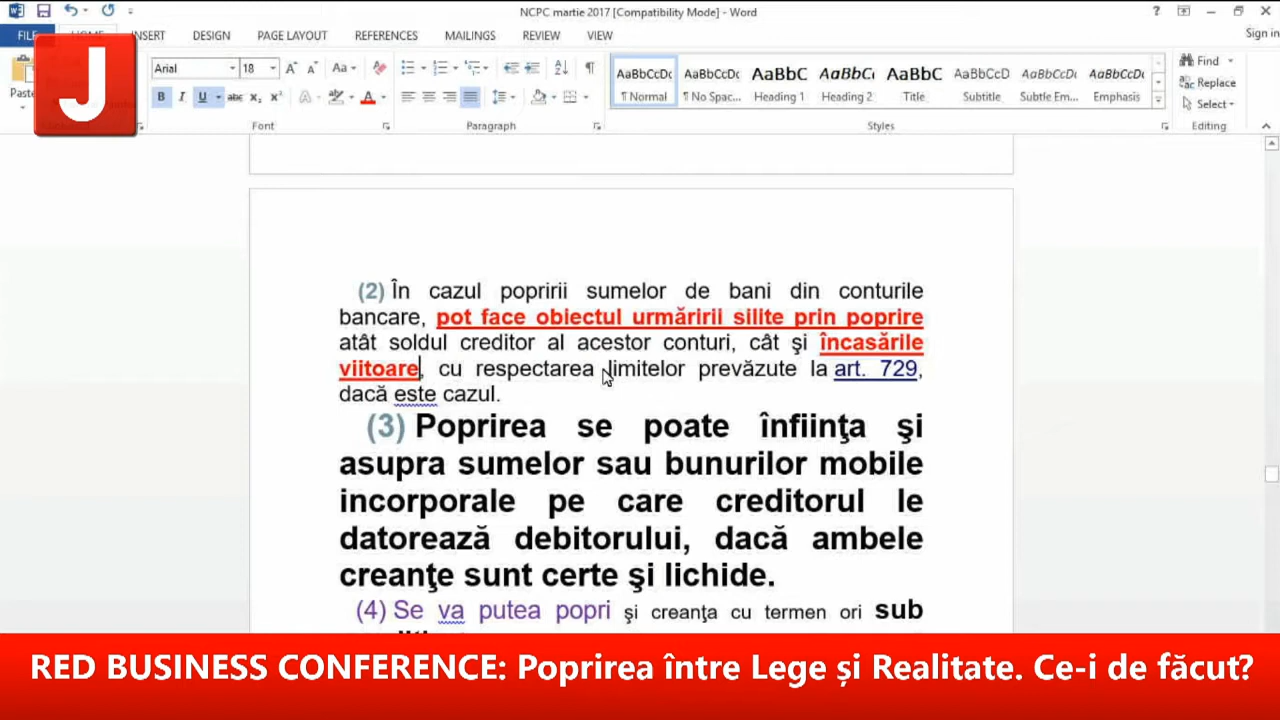 NCPC martie 2017 [Compatibility Mode] - Word
FILE HOME INSERT DESIGN PAGE LAYOUT REFERENCES MAILINGS REVIEW VIEW Sign in
J
Paste
Arial 18
Aa
B I U abc X₂ X² A A
Font
Paragraph
AaBbCcDc AaBbCcDc AaBbC AaBbCc AaBbC AaBbCcD AaBbCcDc AaBbCcDc
¶ Normal ¶ No Spac... Heading 1 Heading 2 Title Subtitle Subtle Em... Emphasis
Styles
Find
Replace
Select
Editing
(2) În cazul popririi sumelor de bani din conturile
bancare, pot face obiectul urmăririi silite prin poprire
atât soldul creditor al acestor conturi, cât şi încasările
viitoare, cu respectarea limitelor prevăzute la art. 729,
dacă este cazul.
(3) Poprirea se poate înfiinţa şi
asupra sumelor sau bunurilor mobile
incorporale pe care creditorul le
datorează debitorului, dacă ambele
creanţe sunt certe şi lichide.
(4) Se va putea popri şi creanţa cu termen ori sub
RED BUSINESS CONFERENCE: Poprirea între Lege și Realitate. Ce-i de făcut?